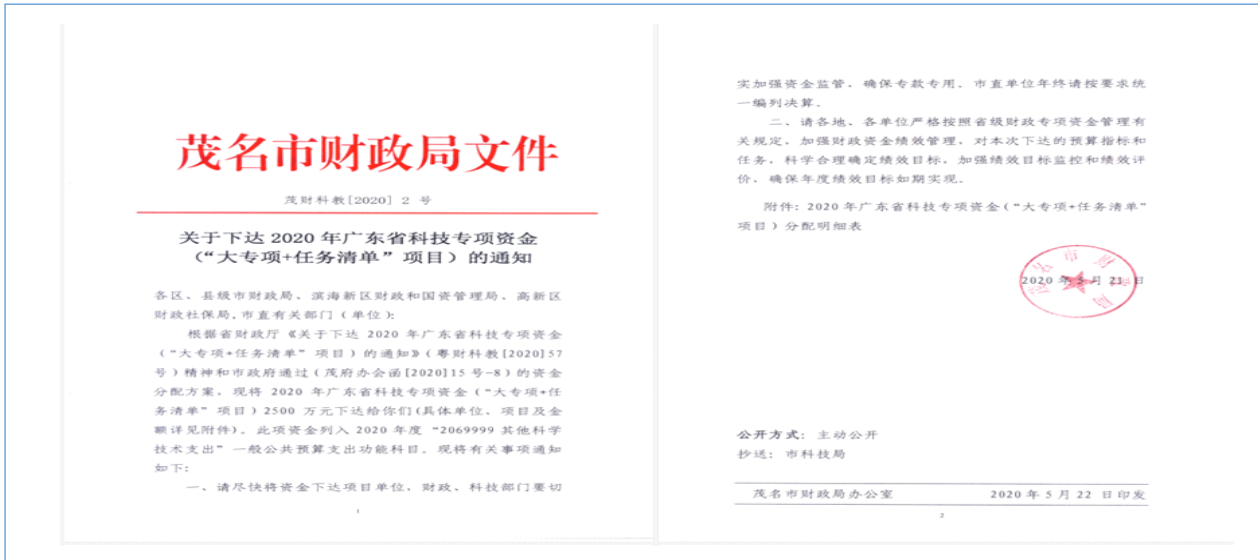 茂名市财政局文件
茂财科教[2020] 2 号
关于下达 2020 年广东省科技专项资金
(“大专项+任务清单”项目)的通知
各区、县级市财政局、滨海新区财政和国资管理局、高新区
财政社保局,市直有关部门(单位):
根据省财政厅《关于下达 2020 年广东省科技专项资金
(“大专项+任务清单”项目)的通知》(粤财科教[2020]57
号)精神和市政府通过(茂府办会函[2020]15 号-8)的资金
分配方案,现将 2020 年广东省科技专项资金(“大专项+任
务清单”项目)2500 万元下达给你们(具体单位、项目及金
额详见附件)。此项资金列入 2020 年度“2069999 其他科学
技术支出”一般公共预算支出功能科目。现将有关事项通知
如下:
一、请尽快将资金下达项目单位,财政、科技部门要切
1
实加强资金监管,确保专款专用。市直单位年终请按要求统
一编列决算。
二、请各地、各单位严格按照省级财政专项资金管理有
关规定,加强财政资金绩效管理,对本次下达的预算指标和
任务,科学合理确定绩效目标,加强绩效目标监控和绩效评
价,确保年度绩效目标如期实现。
附件:2020 年广东省科技专项资金(“大专项+任务清单”
项目)分配明细表
茂名市财政局
2020 年 5 月 21 日
公开方式:主动公开
抄送:市科技局
茂名市财政局办公室 2020 年 5 月 22 日印发
2